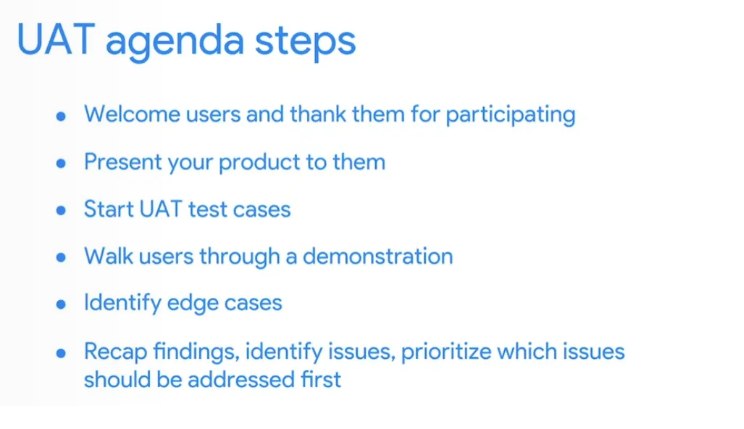 UAT agenda steps
● Welcome users and thank them for participating
● Present your product to them
● Start UAT test cases
● Walk users through a demonstration
● Identify edge cases
● Recap findings, identify issues, prioritize which issues
should be addressed first